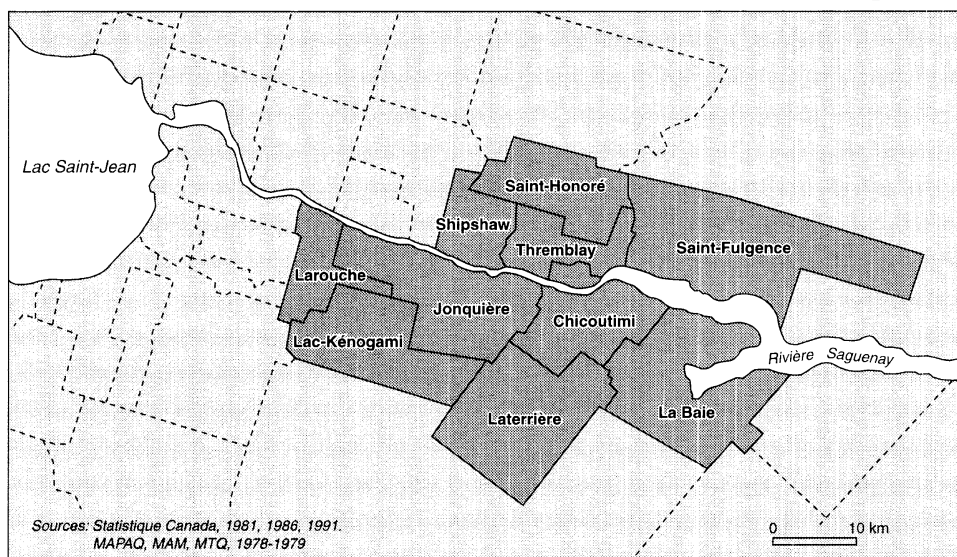 Lac Saint-Jean
Saint-Honoré
Shipshaw
Thremblay
Saint-Fulgence
Larouche
Jonquière
Chicoutimi
Lac-Kénogami
Rivière Saguenay
Laterrière
La Baie
Sources: Statistique Canada, 1981, 1986, 1991.
MAPAQ, MAM, MTQ, 1978-1979
0 10 km